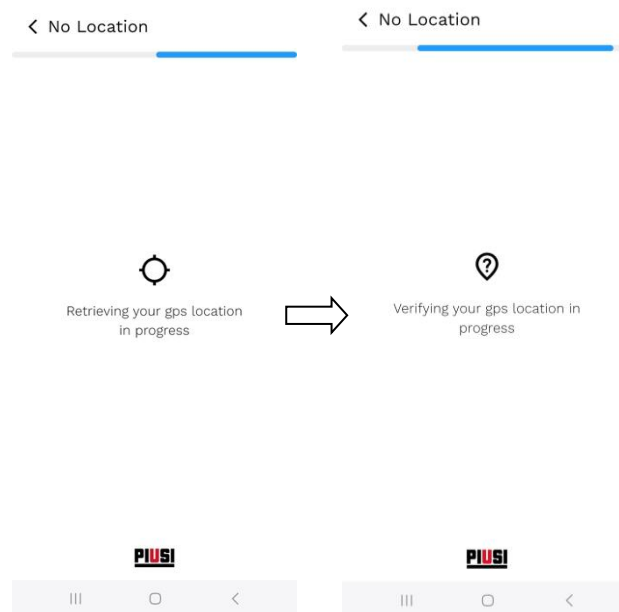 No Location
Retrieving your gps location
in progress
PIUSI
No Location
Verifying your gps location in
progress
PIUSI